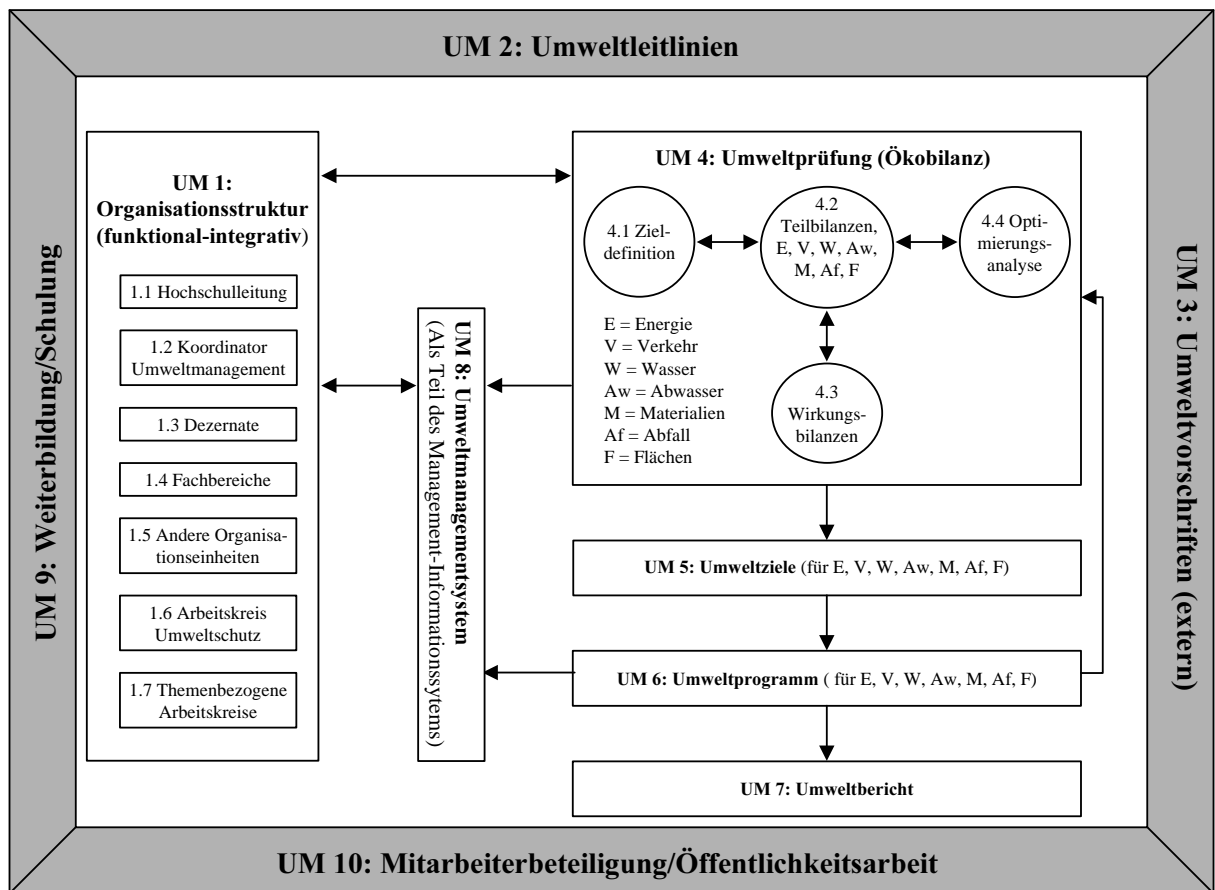 UM 2: Umweltleitlinien
UM 9: Weiterbildung/Schulung
UM 1:
Organisationsstruktur
(funktional-integrativ)
1.1 Hochschulleitung
1.2 Koordinator
Umweltmanagement
1.3 Dezernate
1.4 Fachbereiche
1.5 Andere Organisa-
tionseinheiten
1.6 Arbeitskreis
Umweltschutz
1.7 Themenbezogene
Arbeitskreise
UM 8: Umweltmanagementsystem
(Als Teil des Management-Informationssytems)
UM 4: Umweltprüfung (Ökobilanz)
4.1 Ziel-
definition
4.2
Teilbilanzen,
E, V, W, Aw,
M, Af, F
4.4 Opti-
mierungs-
analyse
E = Energie
V = Verkehr
W = Wasser
Aw = Abwasser
M = Materialien
Af = Abfall
F = Flächen
4.3
Wirkungs-
bilanzen
UM 5: Umweltziele (für E, V, W, Aw, M, Af, F)
UM 6: Umweltprogramm ( für E, V, W, Aw, M, Af, F)
UM 7: Umweltbericht
UM 3: Umweltvorschriften (extern)
UM 10: Mitarbeiterbeteiligung/Öffentlichkeitsarbeit